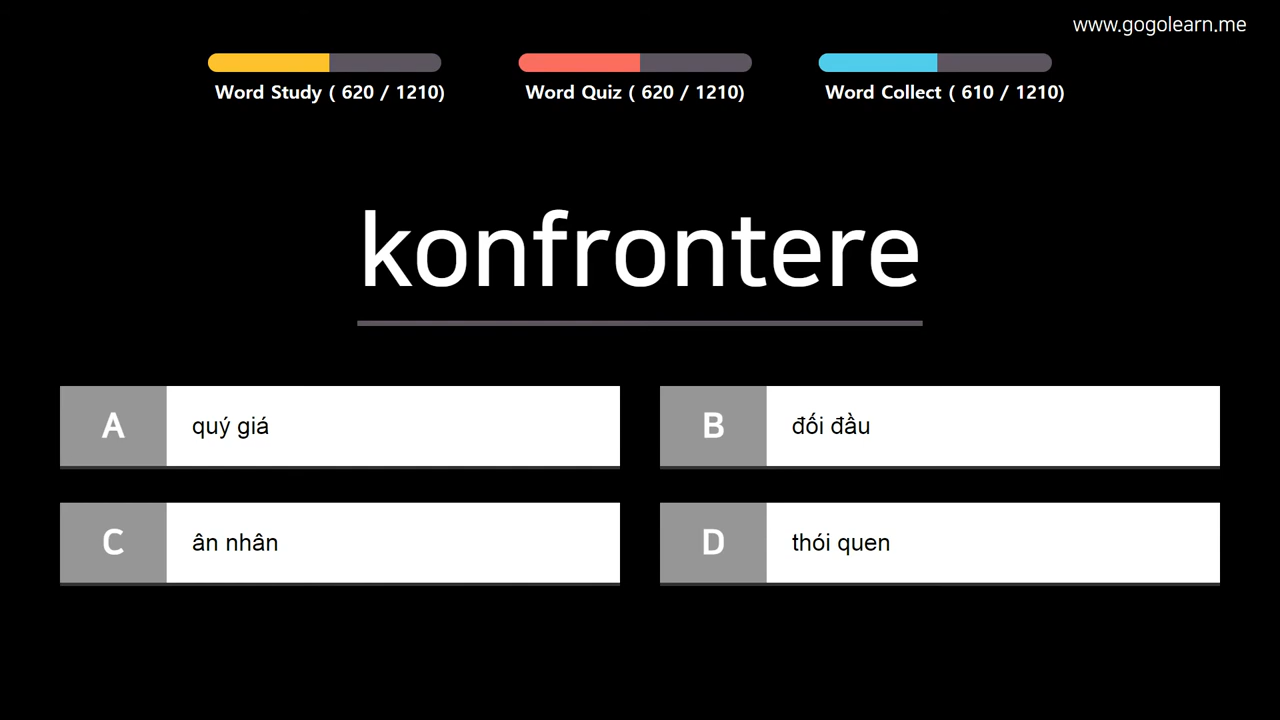 www.gogolearn.me
Word Study ( 620 / 1210)
Word Quiz ( 620 / 1210)
Word Collect ( 610 / 1210)
konfrontere
A
quý giá
B
đối đầu
C
ân nhân
D
thói quen